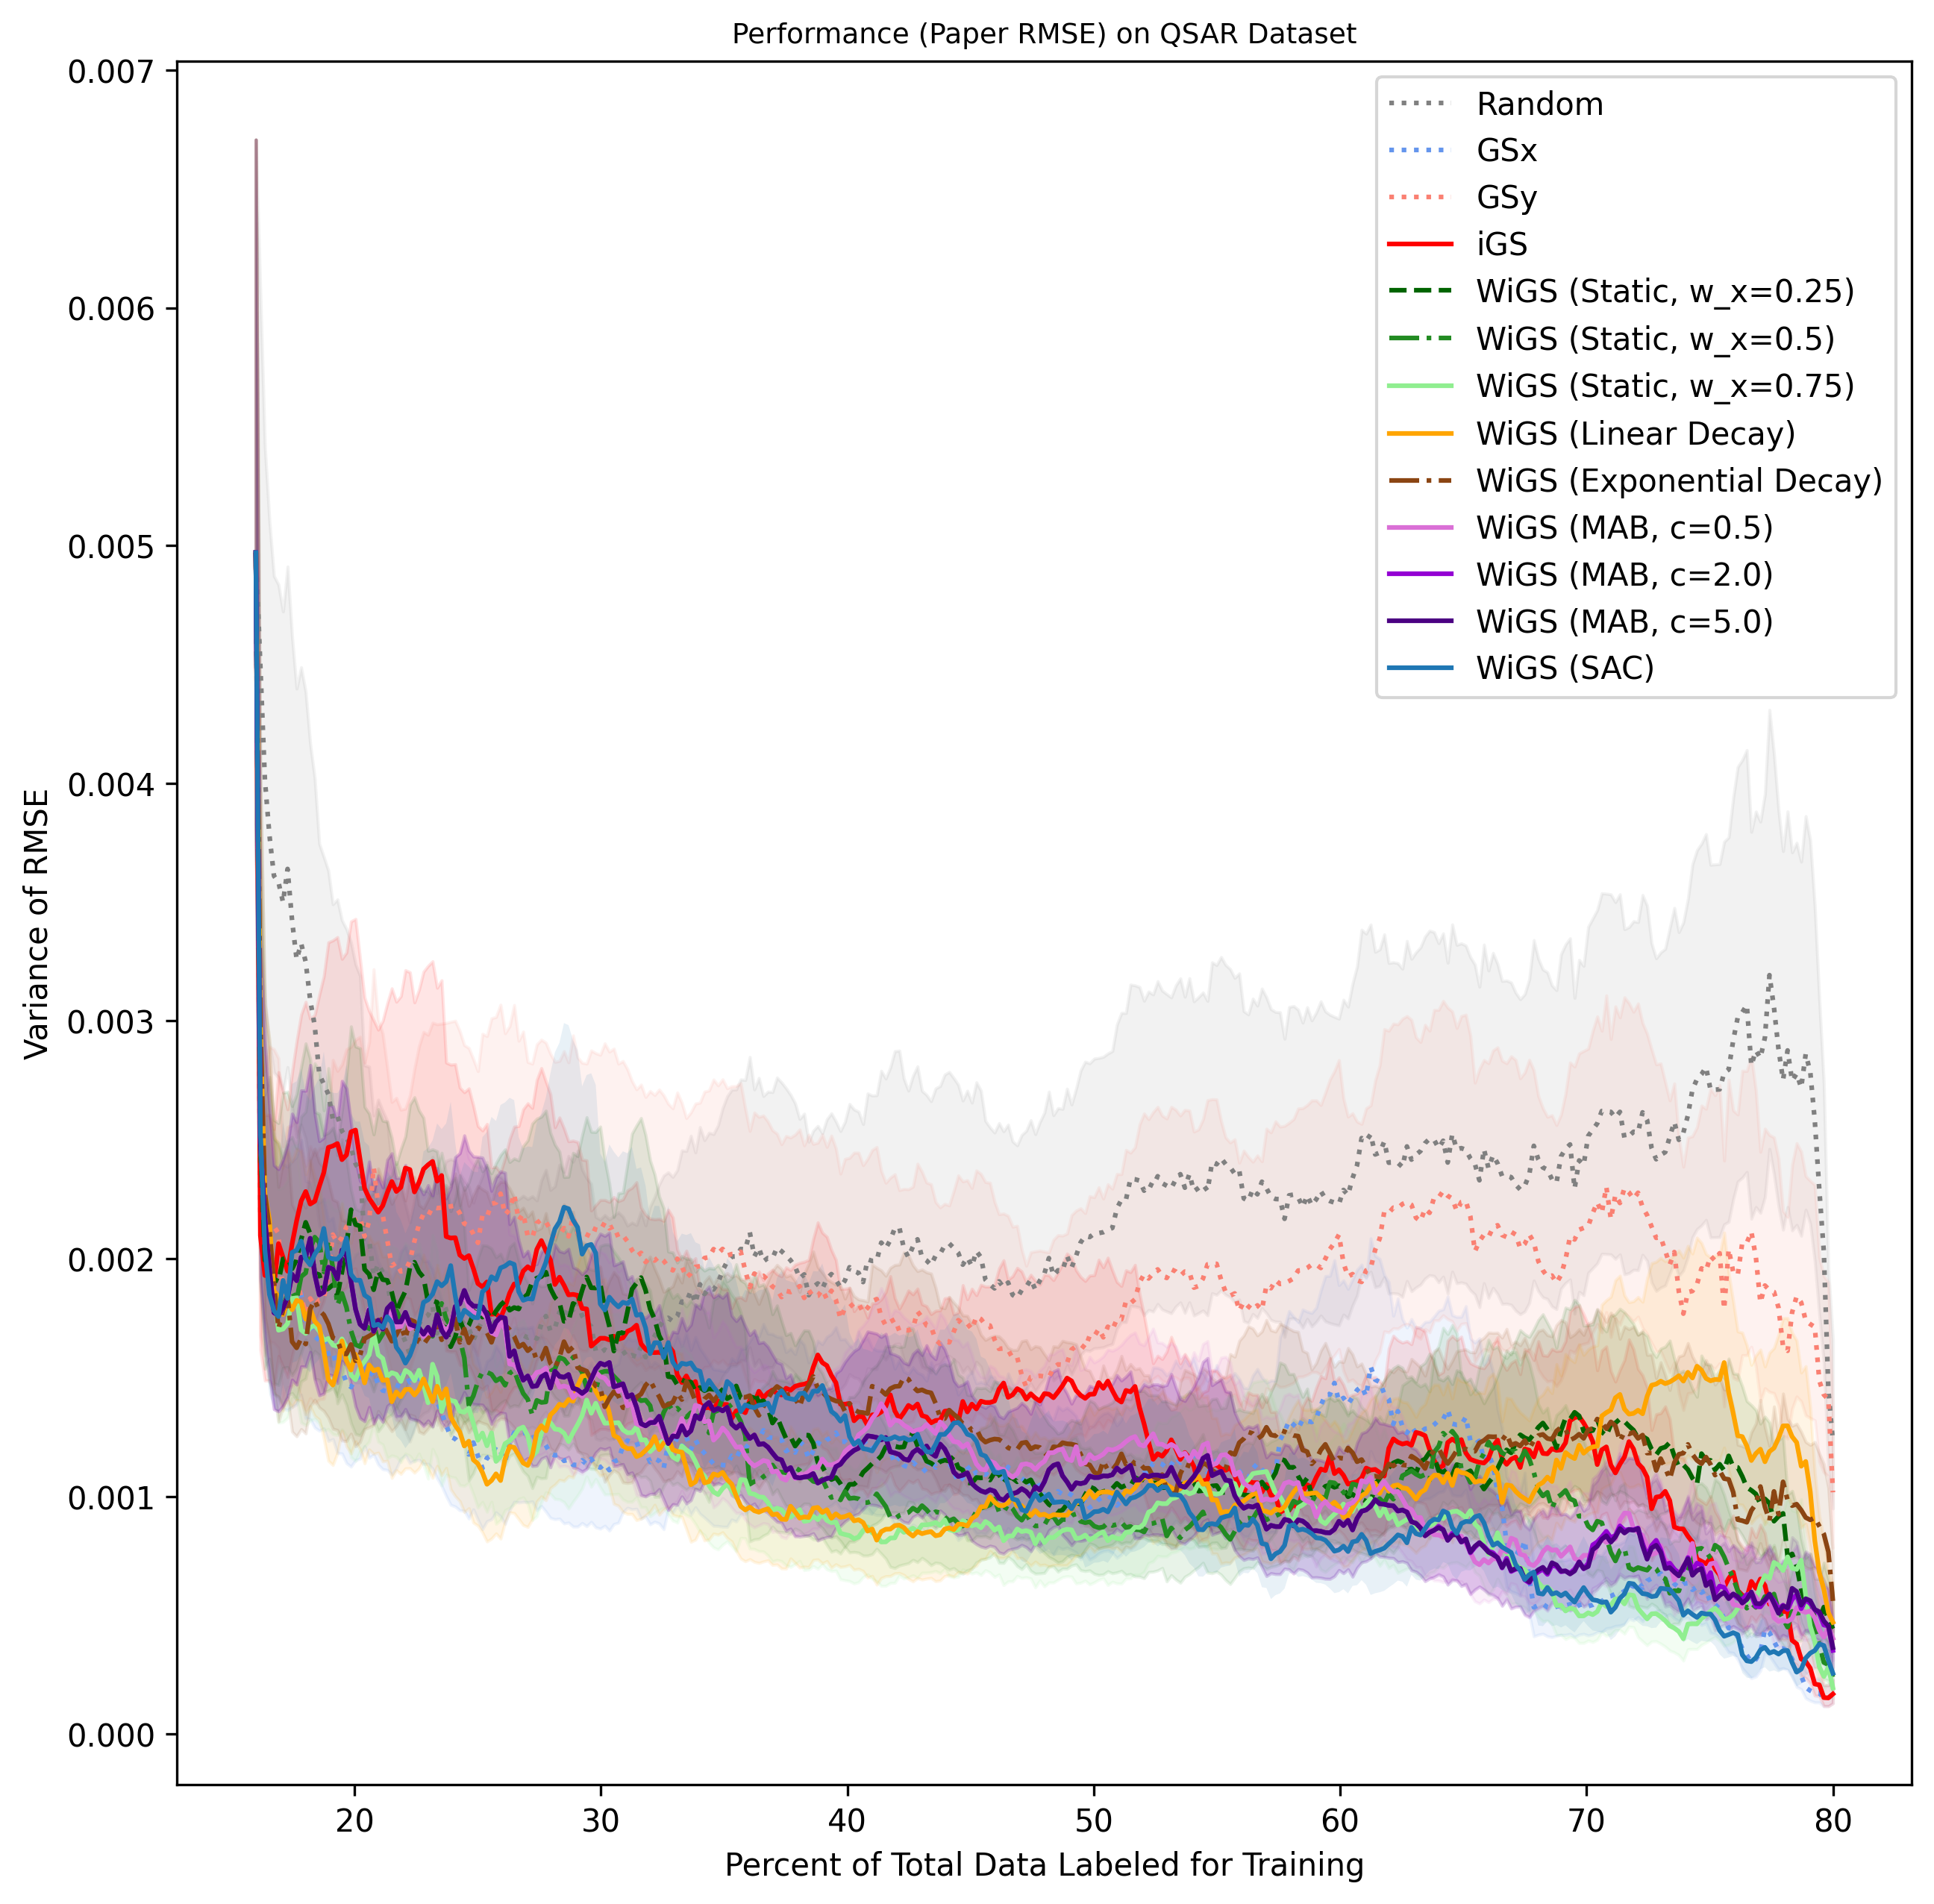 Performance (Paper RMSE) on QSAR Dataset
0.007
0.006
0.005
0.004
0.003
0.002
0.001
0.000
Variance of RMSE
Random
GSx
GSy
iGS
WiGS (Static, w_x=0.25)
WiGS (Static, w_x=0.5)
WiGS (Static, w_x=0.75)
WiGS (Linear Decay)
WiGS (Exponential Decay)
WiGS (MAB, c=0.5)
WiGS (MAB, c=2.0)
WiGS (MAB, c=5.0)
WiGS (SAC)
20 30 40 50 60 70 80
Percent of Total Data Labeled for Training